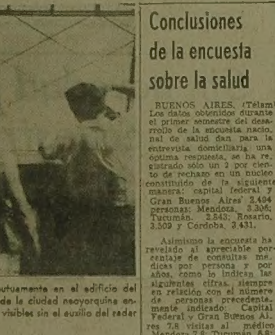 Conclusiones
de la encuesta
sobre la salud
BUENOS AIRES, (Télam
Los datos obtenidos durante
el primer semestre del desa-
rrollo de la encuesta nacio-
nal de salud dan para la
entrevista domiciliaria una
óptima respuesta, se ha re-
gistrado sólo un 2 por cien-
to de rechazo en un núcleo
constituido de la siguiente
manera: capital federal y
Gran Buenos Aires 2.494
personas; Mendoza, 3.306;
Tucumán, 2.843; Rosario,
3.509 y Córdoba, 3.431.
Asimismo la encuesta ha
revelado al apreciable por-
centaje de consultas mé-
dicas por persona y por
años, como lo indican las
siguientes cifras, siempre
en relación con el número
de personas precedente-
mente indicado. Capital
Federal y Gran Buenos Ai-
res 7,8 visitas al médico
utuamente en el edificio del
de la ciudad neoyorquina en-
visibles sin el auxilio del radar